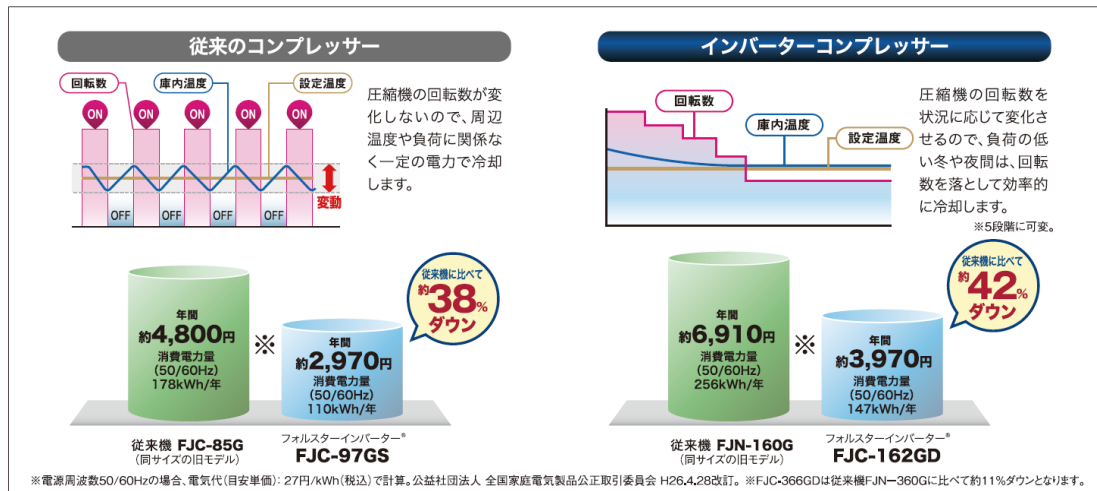 従来のコンプレッサー
回転数
庫内温度
設定温度
ON
ON
ON
ON
ON
OFF
OFF
OFF
OFF
変動
圧縮機の回転数が変
化しないので、周辺
温度や負荷に関係な
く一定の電力で冷却
します。
インバーターコンプレッサー
回転数
庫内温度
設定温度
圧縮機の回転数を
状況に応じて変化さ
せるので、負荷の低
い冬や夜間は、回転
数を落として効率的
に冷却します。
※5段階に可変。
年間
約4,800円
消費電力量
(50/60Hz)
178kWh/年
※
従来機に比べて
約38%
ダウン
年間
約2,970円
消費電力量
(50/60Hz)
110kWh/年
従来機 FJC-85G
(同サイズの旧モデル)
フォルスターインバーター®
FJC-97GS
年間
約6,910円
消費電力量
(50/60Hz)
256kWh/年
※
従来機に比べて
約42%
ダウン
年間
約3,970円
消費電力量
(50/60Hz)
147kWh/年
従来機 FJN-160G
(同サイズの旧モデル)
フォルスターインバーター®
FJC-162GD
※電源周波数50/60Hzの場合、電気代(目安単価):27円/kWh(税込)で計算。公益社団法人 全国家庭電気製品公正取引委員会 H26.4.28改訂。 ※FJC-366GDは従来機FJN−360Gに比べて約11%ダウンとなります。